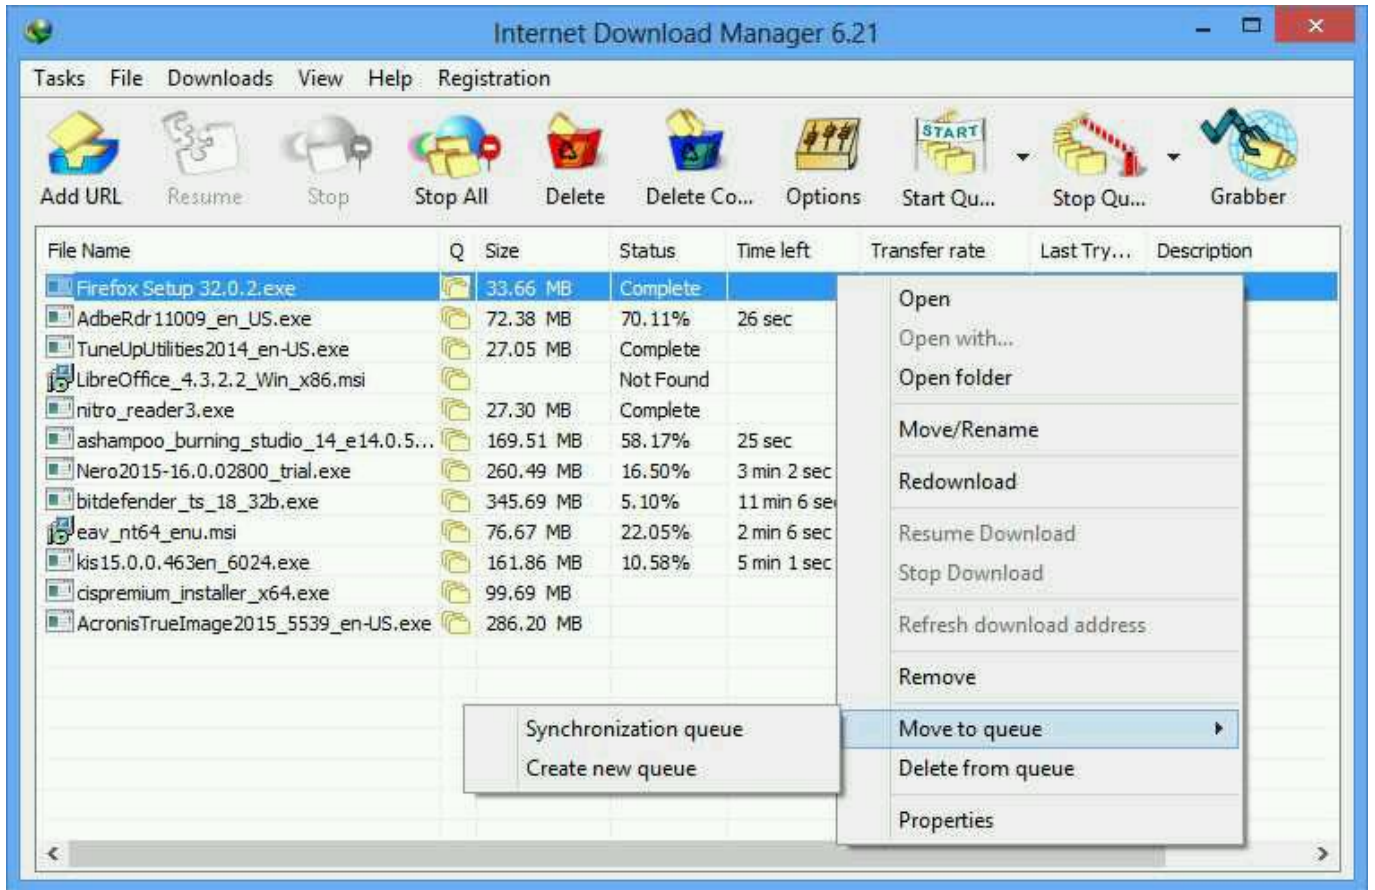 Internet Download Manager 6.21
Tasks File Downloads View Help Registration
START
Add URL Resume Stop Stop All Delete Delete Co... Options Start Qu... Stop Qu... Grabber
File Name Q Size Status Time left Transfer rate Last Try... Description
Firefox Setup 32.0.2.exe 33.66 MB Complete
AdbeRdr11009_en_US.exe 72.38 MB 70.11% 26 sec
TuneUpUtilities2014_en-US.exe 27.05 MB Complete
LibreOffice_4.3.2.2_Win_x86.msi Not Found
nitro_reader3.exe 27.30 MB Complete
ashampoo_burning_studio_14_e14.0.5... 169.51 MB 58.17% 25 sec
Nero2015-16.0.02800_trial.exe 260.49 MB 16.50% 3 min 2 sec
bitdefender_ts_18_32b.exe 345.69 MB 5.10% 11 min 6 se
eav_nt64_enu.msi 76.67 MB 22.05% 2 min 6 sec
kis15.0.0.463en_6024.exe 161.86 MB 10.58% 5 min 1 sec
cispremium_installer_x64.exe 99.69 MB
AcronisTrueImage2015_5539_en-US.exe 286.20 MB
Open
Open with...
Open folder
Move/Rename
Redownload
Resume Download
Stop Download
Refresh download address
Remove
Move to queue
Delete from queue
Properties
Synchronization queue
Create new queue